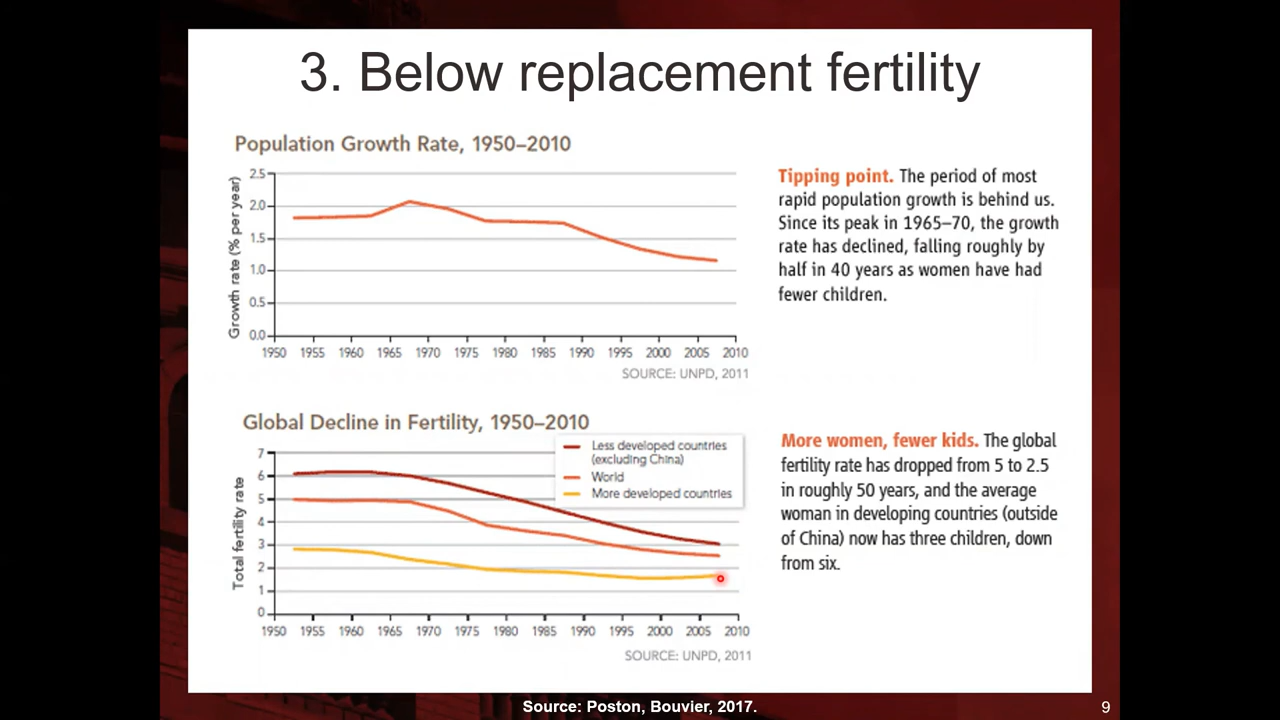 3. Below replacement fertility
Population Growth Rate, 1950–2010
Growth rate (% per year)
2.5
2.0
1.5
1.0
0.5
0.0
1950 1955 1960 1965 1970 1975 1980 1985 1990 1995 2000 2005 2010
SOURCE: UNPD, 2011
Tipping point. The period of most
rapid population growth is behind us.
Since its peak in 1965–70, the growth
rate has declined, falling roughly by
half in 40 years as women have had
fewer children.
Global Decline in Fertility, 1950–2010
Less developed countries
(excluding China)
World
More developed countries
Total fertility rate
7
6
5
4
3
2
1
0
1950 1955 1960 1965 1970 1975 1980 1985 1990 1995 2000 2005 2010
SOURCE: UNPD, 2011
More women, fewer kids. The global
fertility rate has dropped from 5 to 2.5
in roughly 50 years, and the average
woman in developing countries (outside
of China) now has three children, down
from six.
Source: Poston, Bouvier, 2017.
9